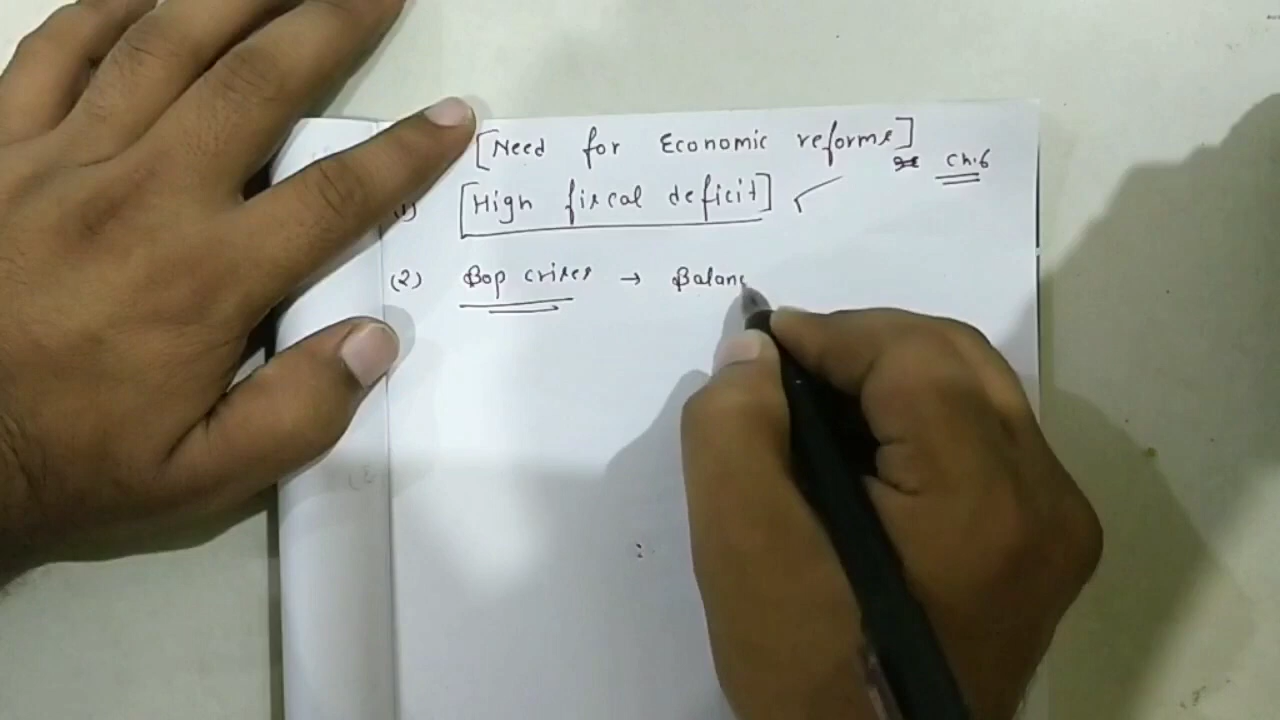 [Need for Economic reforms]
Ch.6
(1) [High fiscal deficit]
(2) Bop crises → Balanc